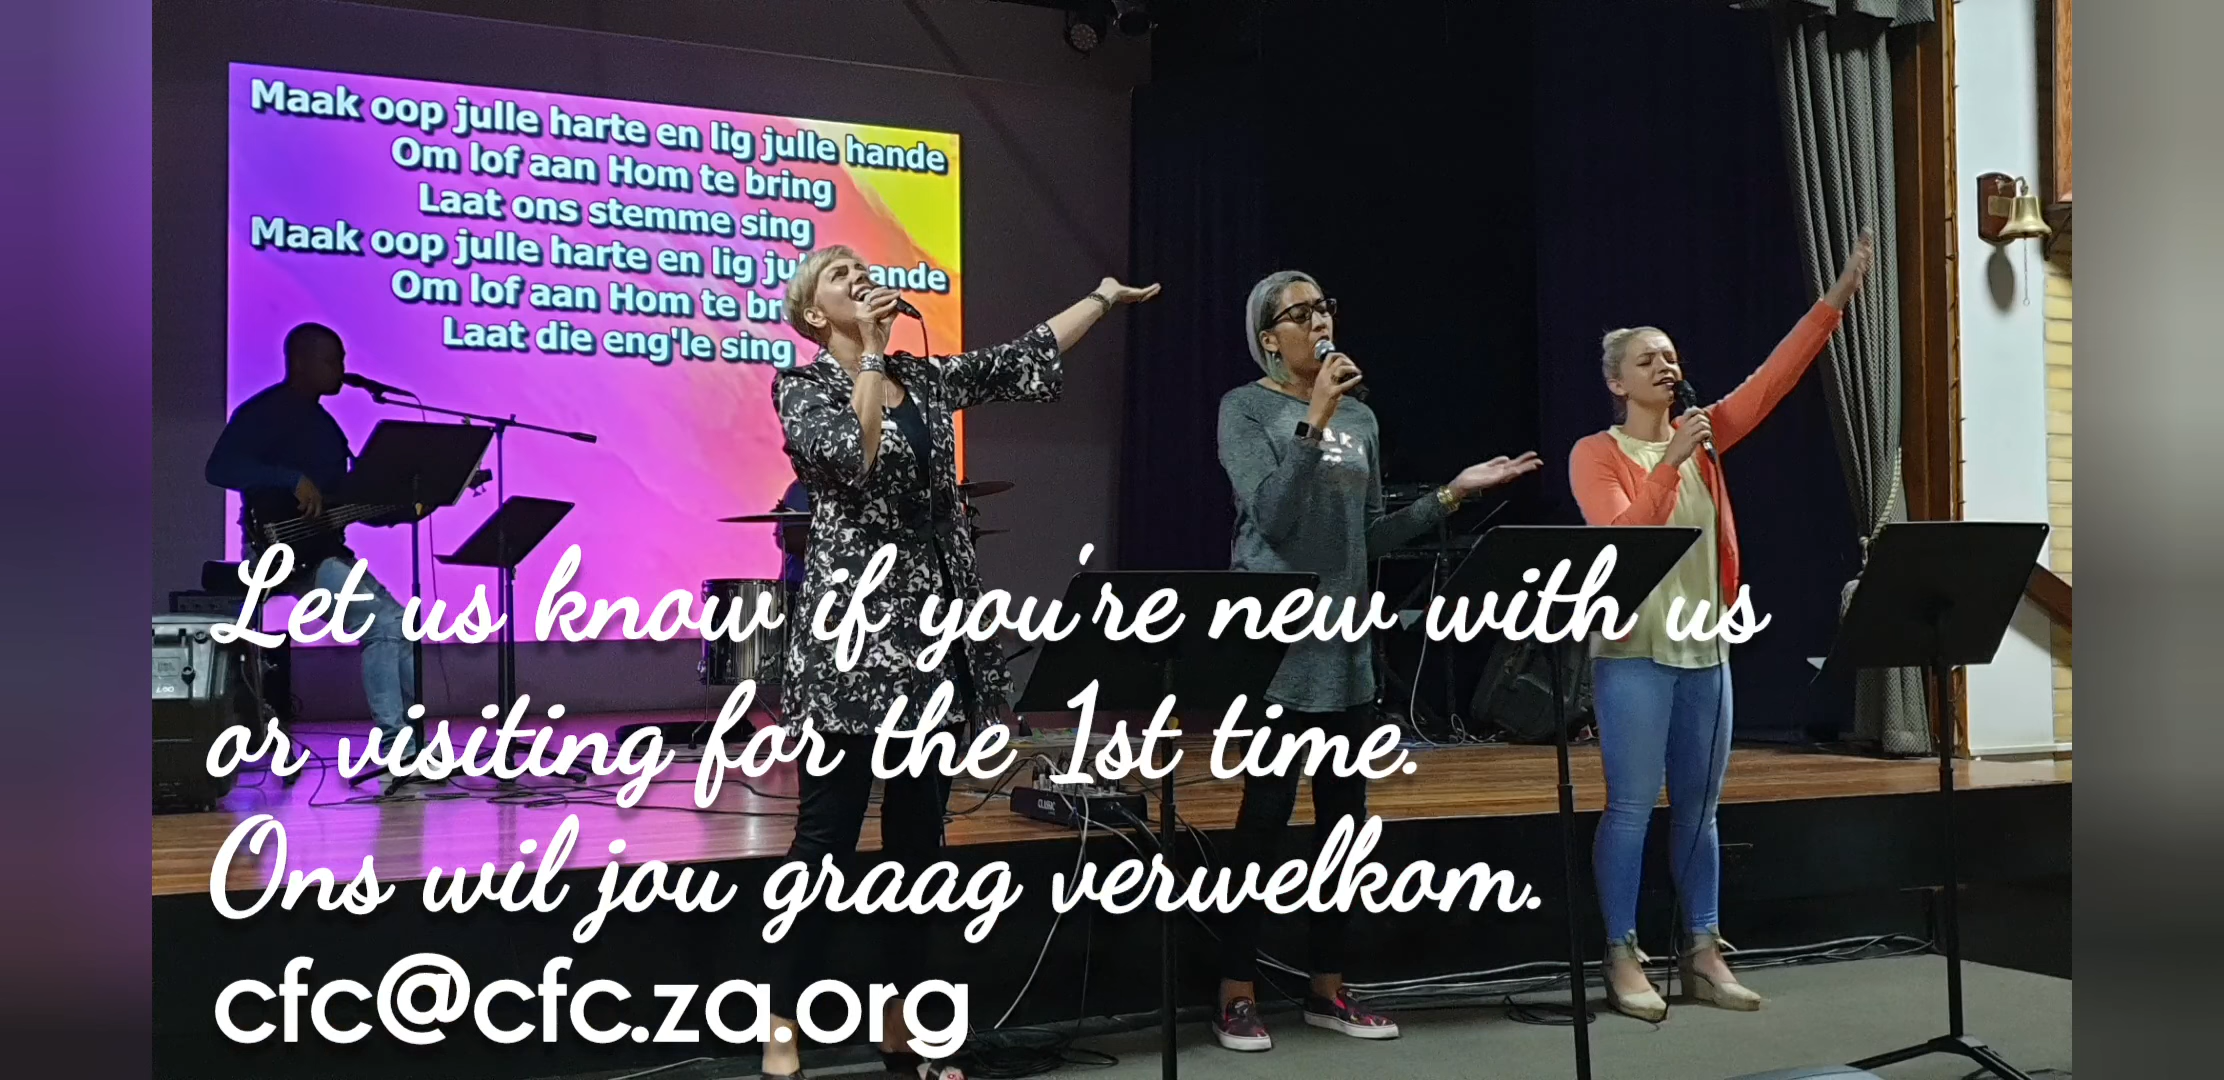 Maak oop julle harte en lig julle hande
Om lof aan Hom te bring
Laat ons stemme sing
Maak oop julle harte en lig
Om lof aan Hom te
Laat die eng'le sing
Let us know if you're new with us
or visiting for the 1st time.
Ons wil jou graag verwelkom.
cfc@cfc.za.org
CLASSIC